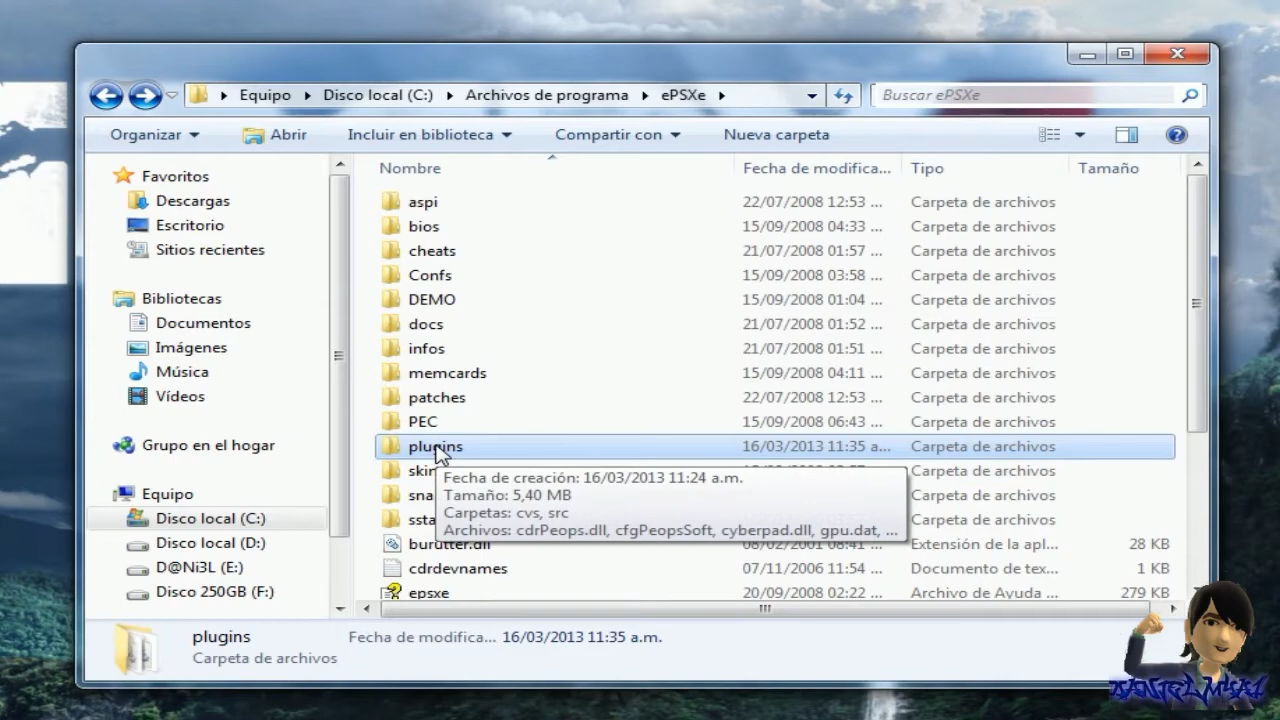 Equipo ▸ Disco local (C:) ▸ Archivos de programa ▸ ePSXe ▸ Buscar ePSXe
Organizar Abrir Incluir en biblioteca Compartir con Nueva carpeta
Favoritos
Descargas
Escritorio
Sitios recientes
Bibliotecas
Documentos
Imágenes
Música
Vídeos
Grupo en el hogar
Equipo
Disco local (C:)
Disco local (D:)
D@Ni3L (E:)
Disco 250GB (F:)
Nombre Fecha de modifica... Tipo Tamaño
aspi 22/07/2008 12:53 ... Carpeta de archivos
bios 15/09/2008 04:33 ... Carpeta de archivos
cheats 21/07/2008 01:57 ... Carpeta de archivos
Confs 15/09/2008 03:58 ... Carpeta de archivos
DEMO 15/09/2008 01:04 ... Carpeta de archivos
docs 21/07/2008 01:52 ... Carpeta de archivos
infos 21/07/2008 01:51 ... Carpeta de archivos
memcards 15/09/2008 04:11 ... Carpeta de archivos
patches 22/07/2008 12:53 ... Carpeta de archivos
PEC 15/09/2008 06:43 ... Carpeta de archivos
plugins 16/03/2013 11:35 a... Carpeta de archivos
Carpeta de archivos
Carpeta de archivos
Carpeta de archivos
Fecha de creación: 16/03/2013 11:24 a.m.
Tamaño: 5,40 MB
Carpetas: cvs, src
Archivos: cdrPeops.dll, cfgPeopsSoft, cyberpad.dll, gpu.dat, ...
burutter.dll 08/02/2001 08:41 ... Extensión de la apl... 28 KB
cdrdevnames 07/11/2006 11:54 ... Documento de tex... 1 KB
epsxe 20/09/2008 02:22 ... Archivo de Ayuda ... 279 KB
plugins Fecha de modifica... 16/03/2013 11:35 a.m.
Carpeta de archivos